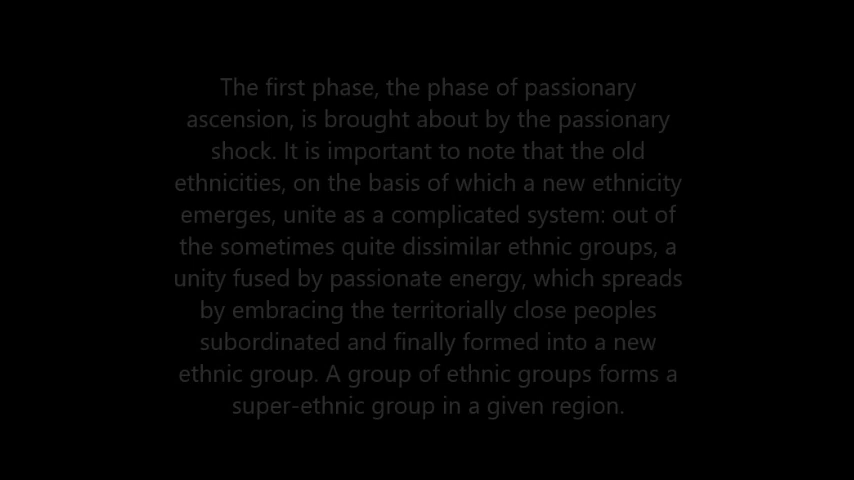 The first phase, the phase of passionary
ascension, is brought about by the passionary
shock. It is important to note that the old
ethnicities, on the basis of which a new ethnicity
emerges, unite as a complicated system: out of
the sometimes quite dissimilar ethnic groups, a
unity fused by passionate energy, which spreads
by embracing the territorially close peoples
subordinated and finally formed into a new
ethnic group. A group of ethnic groups forms a
super-ethnic group in a given region.